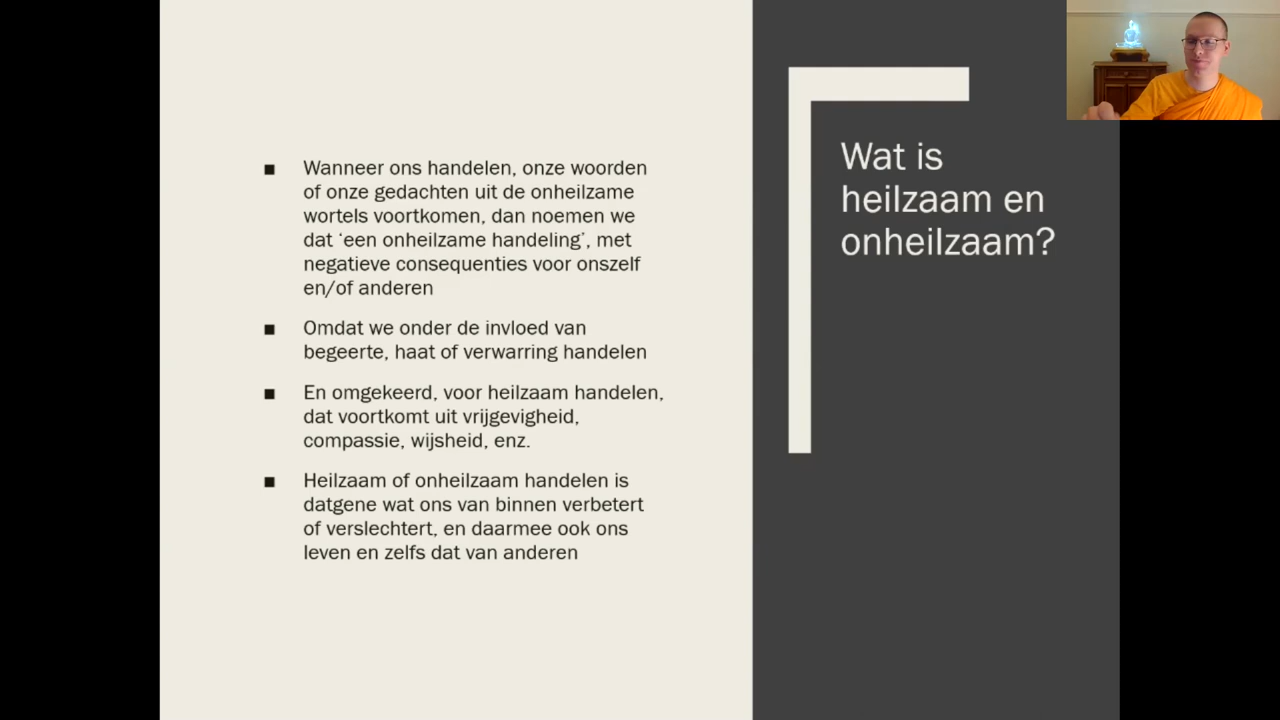 Wat is
heilzaam en
onheilzaam?
■ Wanneer ons handelen, onze woorden
of onze gedachten uit de onheilzame
wortels voortkomen, dan noemen we
dat ‘een onheilzame handeling’, met
negatieve consequenties voor onszelf
en/of anderen
■ Omdat we onder de invloed van
begeerte, haat of verwarring handelen
■ En omgekeerd, voor heilzaam handelen,
dat voortkomt uit vrijgevigheid,
compassie, wijsheid, enz.
■ Heilzaam of onheilzaam handelen is
datgene wat ons van binnen verbetert
of verslechtert, en daarmee ook ons
leven en zelfs dat van anderen